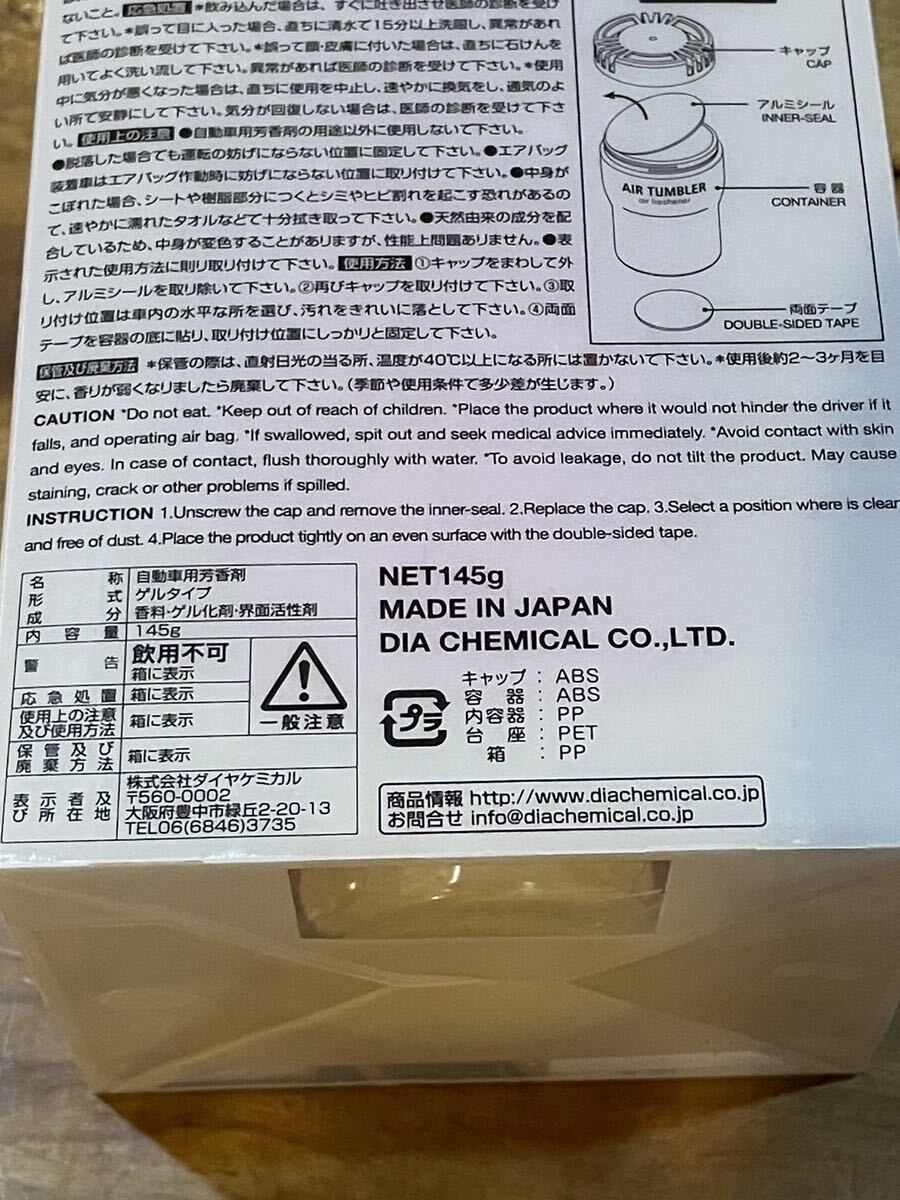 ないこと。応急処置 *飲み込んだ場合は、すぐに吐き出させ医師の診断を受け
て下さい。*誤って目に入った場合、直ちに清水で15分以上洗眼し、異常があれ
ば医師の診断を受けて下さい。*誤って顔・皮膚に付いた場合は、直ちに石けんを
用いてよく洗い流して下さい。異常があれば医師の診断を受けて下さい。*使用
中に気分が悪くなった場合は、直ちに使用を中止し、速やかに換気をし、通気のよ
い所で安静にして下さい。気分が回復しない場合は、医師の診断を受けて下さ
い。使用上の注意 ●自動車用芳香剤の用途以外に使用しないで下さい。
●脱落した場合でも運転の妨げにならない位置に固定して下さい。●エアバッグ
装着車はエアバッグ作動時に妨げにならない位置に取り付けて下さい。●中身が
こぼれた場合、シートや樹脂部分につくとシミやヒビ割れを起こす恐れがあるの
で、速やかに濡れたタオルなどで十分拭き取って下さい。●天然由来の成分を配
合しているため、中身が変色することがありますが、性能上問題ありません。●表
示された使用方法に則り取り付けて下さい。使用方法 ①キャップをまわして外
し、アルミシールを取り除いて下さい。②再びキャップを取り付けて下さい。③取
り付け位置は車内の水平な所を選び、汚れをきれいに落として下さい。④両面
テープを容器の底に貼り、取り付け位置にしっかりと固定して下さい。
キャップ
CAP
アルミシール
INNER-SEAL
AIR TUMBLER
air freshener
容器
CONTAINER
両面テープ
DOUBLE-SIDED TAPE
保管及び廃棄方法 *保管の際は、直射日光の当る所、温度が40℃以上になる所には置かないで下さい。*使用後約2〜3ヶ月を目
安に、香りが弱くなりましたら廃棄して下さい。(季節や使用条件で多少差が生じます。)
CAUTION *Do not eat. *Keep out of reach of children. *Place the product where it would not hinder the driver if it
falls, and operating air bag. *If swallowed, spit out and seek medical advice immediately. *Avoid contact with skin
and eyes. In case of contact, flush thoroughly with water. *To avoid leakage, do not tilt the product. May cause
staining, crack or other problems if spilled.
INSTRUCTION 1.Unscrew the cap and remove the inner-seal. 2.Replace the cap. 3.Select a position where is clean
and free of dust. 4.Place the product tightly on an even surface with the double-sided tape.
名称 自動車用芳香剤
形式 ゲルタイプ
成分 香料・ゲル化剤・界面活性剤
内容量 145g
警告 飲用不可
箱に表示
応急処置 箱に表示
使用上の注意
及び使用方法 箱に表示
一般注意
保管及び
廃棄方法 箱に表示
表示者及
び所在地
株式会社ダイヤケミカル
〒560-0002
大阪府豊中市緑丘2-20-13
TEL06(6846)3735
NET145g
MADE IN JAPAN
DIA CHEMICAL CO.,LTD.
プラ
キャップ : ABS
容器 : ABS
内容器 : PP
台座 : PET
箱 : PP
商品情報 http://www.diachemical.co.jp
お問合せ info@diachemical.co.jp